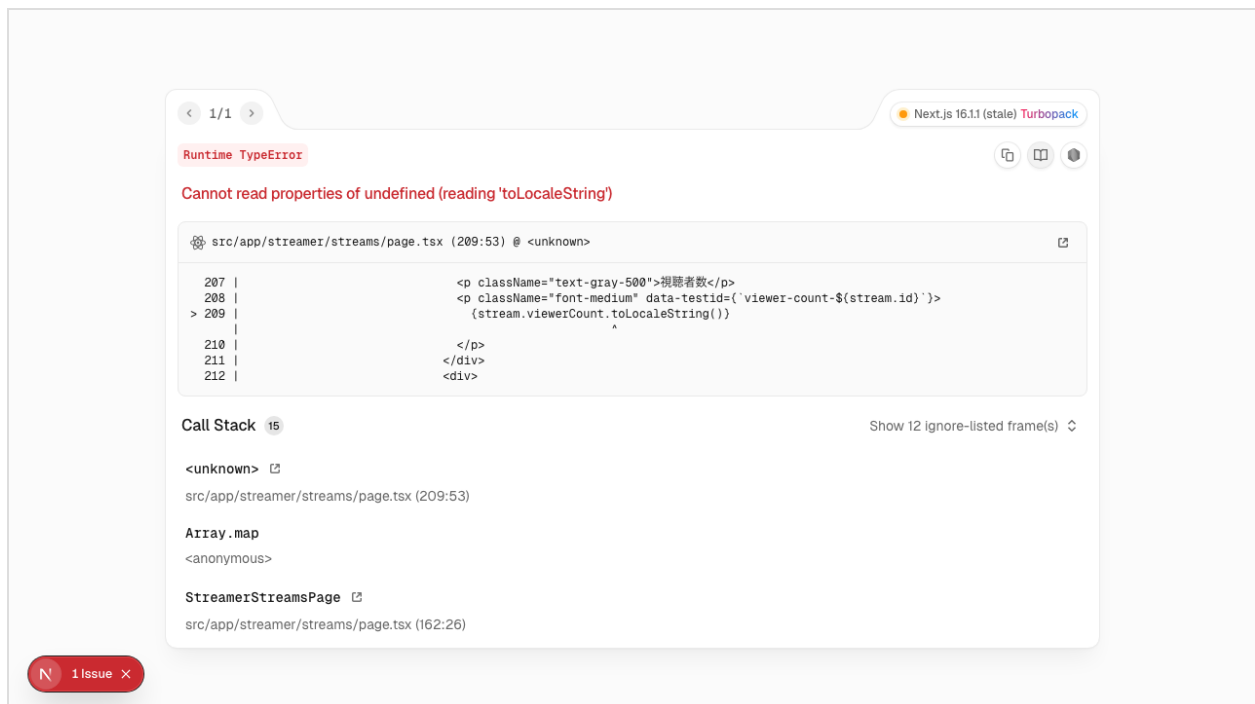 1/1
Next.js 16.1.1 (stale) Turbopack
Runtime TypeError
Cannot read properties of undefined (reading 'toLocaleString')
src/app/streamer/streams/page.tsx (209:53) @ <unknown>
207 | <p className="text-gray-500">視聴者数</p>
208 | <p className="font-medium" data-testid={`viewer-count-${stream.id}`}>
> 209 | {stream.viewerCount.toLocaleString()}
| ^
210 | </p>
211 | </div>
212 | <div>
Call Stack 15
Show 12 ignore-listed frame(s)
<unknown>
src/app/streamer/streams/page.tsx (209:53)
Array.map
<anonymous>
StreamerStreamsPage
src/app/streamer/streams/page.tsx (162:26)
N 1 Issue